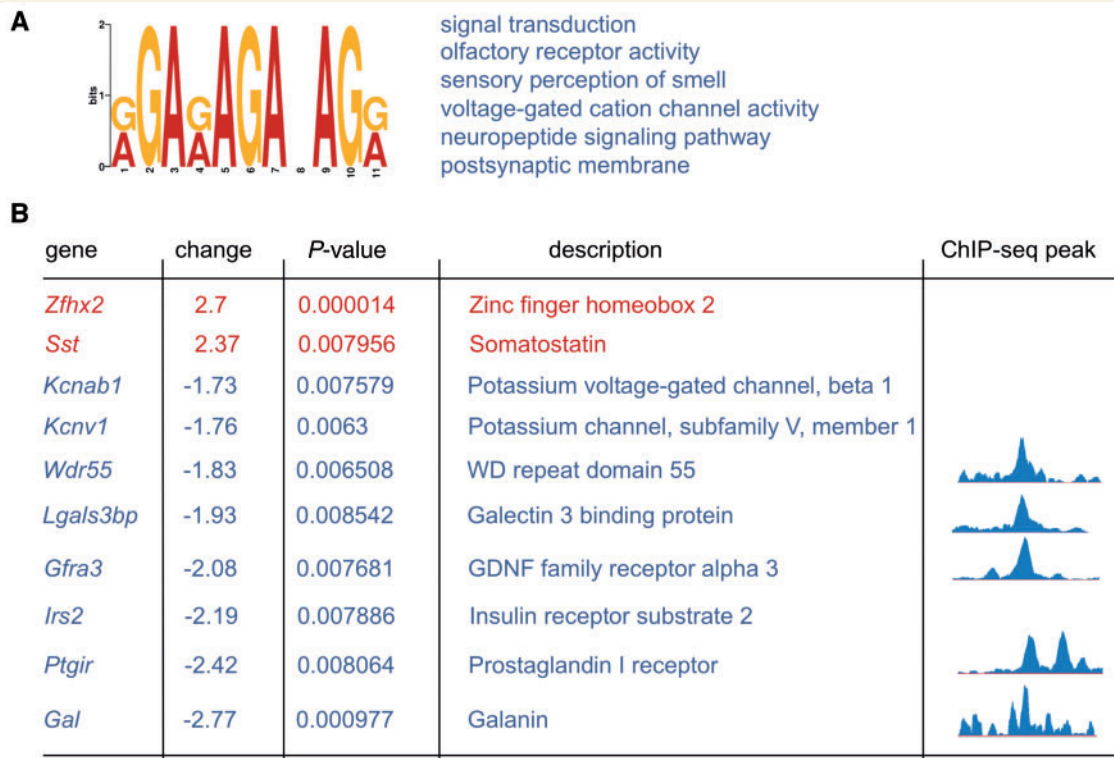 A
2
1
0
bits
G G A G A G A A G G
A A A
1 2 3 4 5 6 7 8 9 10 11
signal transduction
olfactory receptor activity
sensory perception of smell
voltage-gated cation channel activity
neuropeptide signaling pathway
postsynaptic membrane
B
gene change P-value description ChIP-seq peak
Zfhx2 2.7 0.000014 Zinc finger homeobox 2
Sst 2.37 0.007956 Somatostatin
Kcnab1 -1.73 0.007579 Potassium voltage-gated channel, beta 1
Kcnv1 -1.76 0.0063 Potassium channel, subfamily V, member 1
Wdr55 -1.83 0.006508 WD repeat domain 55
Lgals3bp -1.93 0.008542 Galectin 3 binding protein
Gfra3 -2.08 0.007681 GDNF family receptor alpha 3
Irs2 -2.19 0.007886 Insulin receptor substrate 2
Ptgir -2.42 0.008064 Prostaglandin I receptor
Gal -2.77 0.000977 Galanin